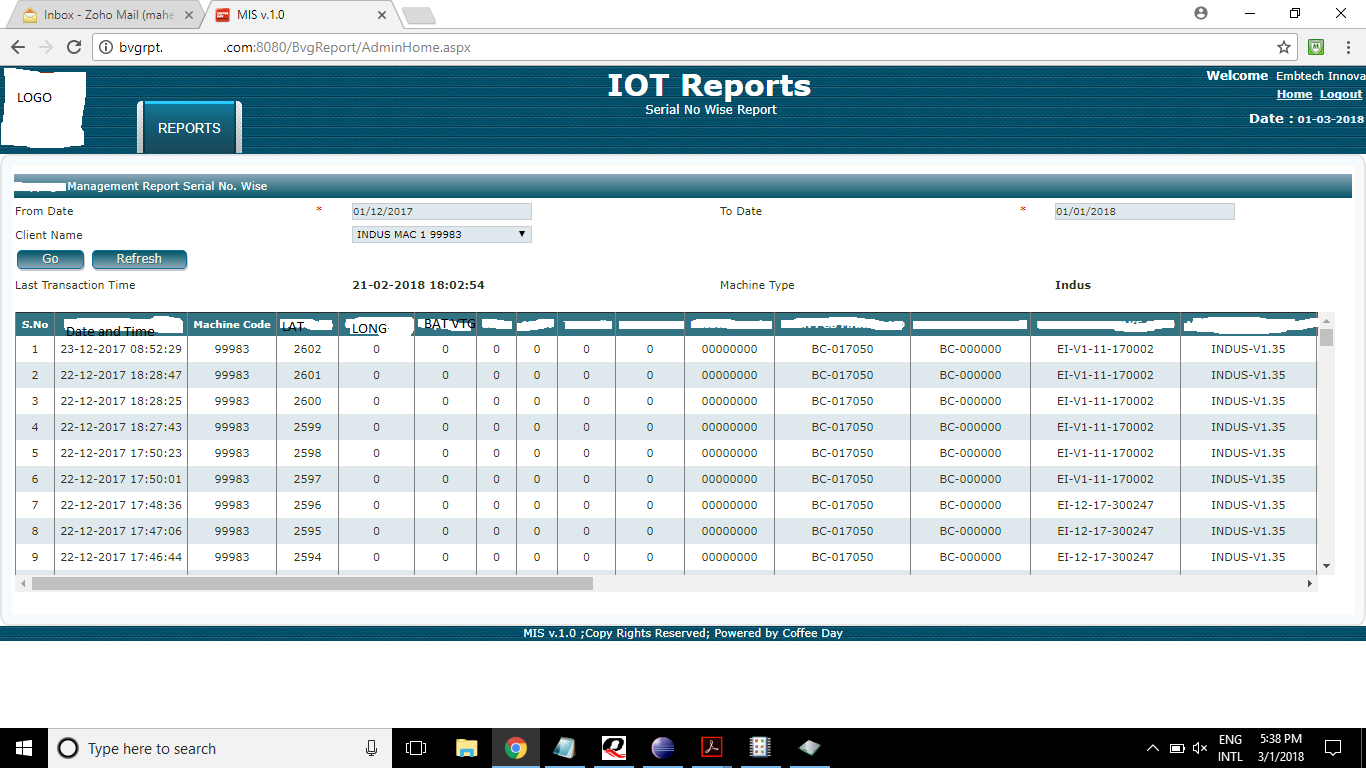 Inbox - Zoho Mail (mahe
MIS v.1.0
bvgrpt. .com:8080/BvgReport/AdminHome.aspx
LOGO
REPORTS
IOT Reports
Serial No Wise Report
Welcome Embtech Innova
Home Logout
Date : 01-03-2018
Management Report Serial No. Wise
From Date * 01/12/2017 To Date * 01/01/2018
Client Name INDUS MAC 1 99983
Go Refresh
Last Transaction Time 21-02-2018 18:02:54 Machine Type Indus
S.No Date and Time Machine Code LAT LONG BAT VTG
1 23-12-2017 08:52:29 99983 2602 0 0 0 0 0 0 00000000 BC-017050 BC-000000 EI-V1-11-170002 INDUS-V1.35
2 22-12-2017 18:28:47 99983 2601 0 0 0 0 0 0 00000000 BC-017050 BC-000000 EI-V1-11-170002 INDUS-V1.35
3 22-12-2017 18:28:25 99983 2600 0 0 0 0 0 0 00000000 BC-017050 BC-000000 EI-V1-11-170002 INDUS-V1.35
4 22-12-2017 18:27:43 99983 2599 0 0 0 0 0 0 00000000 BC-017050 BC-000000 EI-V1-11-170002 INDUS-V1.35
5 22-12-2017 17:50:23 99983 2598 0 0 0 0 0 0 00000000 BC-017050 BC-000000 EI-V1-11-170002 INDUS-V1.35
6 22-12-2017 17:50:01 99983 2597 0 0 0 0 0 0 00000000 BC-017050 BC-000000 EI-V1-11-170002 INDUS-V1.35
7 22-12-2017 17:48:36 99983 2596 0 0 0 0 0 0 00000000 BC-017050 BC-000000 EI-12-17-300247 INDUS-V1.35
8 22-12-2017 17:47:06 99983 2595 0 0 0 0 0 0 00000000 BC-017050 BC-000000 EI-12-17-300247 INDUS-V1.35
9 22-12-2017 17:46:44 99983 2594 0 0 0 0 0 0 00000000 BC-017050 BC-000000 EI-12-17-300247 INDUS-V1.35
MIS v.1.0 ;Copy Rights Reserved; Powered by Coffee Day
Type here to search
ENG
INTL
5:38 PM
3/1/2018